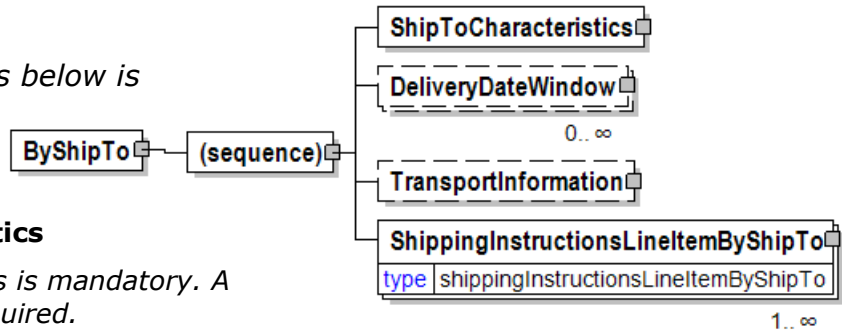 s below is
tics
s is mandatory. A
uired.
ByShipTo
(sequence)
ShipToCharacteristics
DeliveryDateWindow
0.. ∞
TransportInformation
ShippingInstructionsLineItemByShipTo
type shippingInstructionsLineItemByShipTo
1.. ∞